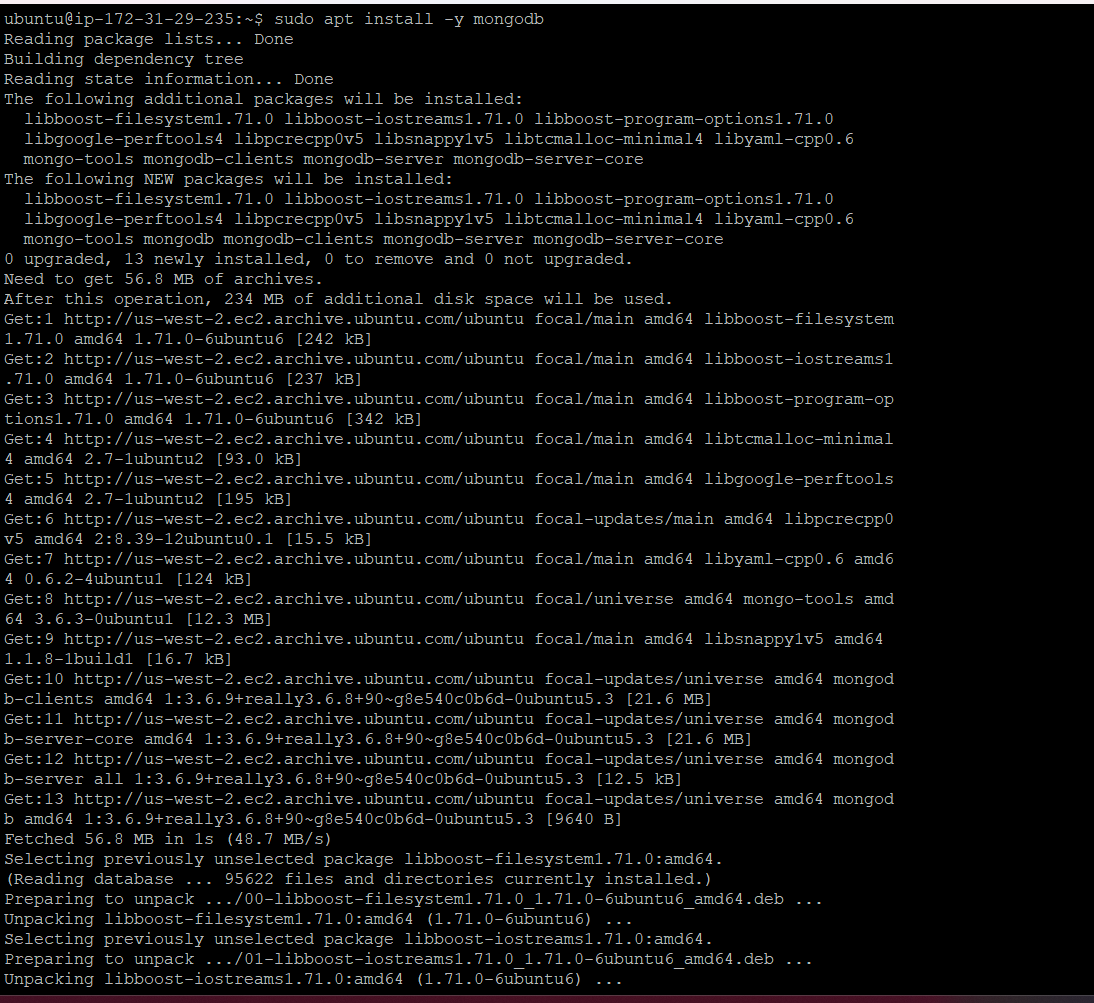 ubuntu@ip-172-31-29-235:~$ sudo apt install -y mongodb
Reading package lists... Done
Building dependency tree
Reading state information... Done
The following additional packages will be installed:
  libboost-filesystem1.71.0 libboost-iostreams1.71.0 libboost-program-options1.71.0
  libgoogle-perftools4 libpcrecpp0v5 libsnappy1v5 libtcmalloc-minimal4 libyaml-cpp0.6
  mongo-tools mongodb-clients mongodb-server mongodb-server-core
The following NEW packages will be installed:
  libboost-filesystem1.71.0 libboost-iostreams1.71.0 libboost-program-options1.71.0
  libgoogle-perftools4 libpcrecpp0v5 libsnappy1v5 libtcmalloc-minimal4 libyaml-cpp0.6
  mongo-tools mongodb mongodb-clients mongodb-server mongodb-server-core
0 upgraded, 13 newly installed, 0 to remove and 0 not upgraded.
Need to get 56.8 MB of archives.
After this operation, 234 MB of additional disk space will be used.
Get:1 http://us-west-2.ec2.archive.ubuntu.com/ubuntu focal/main amd64 libboost-filesystem
1.71.0 amd64 1.71.0-6ubuntu6 [242 kB]
Get:2 http://us-west-2.ec2.archive.ubuntu.com/ubuntu focal/main amd64 libboost-iostreams1
.71.0 amd64 1.71.0-6ubuntu6 [237 kB]
Get:3 http://us-west-2.ec2.archive.ubuntu.com/ubuntu focal/main amd64 libboost-program-op
tions1.71.0 amd64 1.71.0-6ubuntu6 [342 kB]
Get:4 http://us-west-2.ec2.archive.ubuntu.com/ubuntu focal/main amd64 libtcmalloc-minimal
4 amd64 2.7-1ubuntu2 [93.0 kB]
Get:5 http://us-west-2.ec2.archive.ubuntu.com/ubuntu focal/main amd64 libgoogle-perftools
4 amd64 2.7-1ubuntu2 [195 kB]
Get:6 http://us-west-2.ec2.archive.ubuntu.com/ubuntu focal-updates/main amd64 libpcrecpp0
v5 amd64 2:8.39-12ubuntu0.1 [15.5 kB]
Get:7 http://us-west-2.ec2.archive.ubuntu.com/ubuntu focal/main amd64 libyaml-cpp0.6 amd6
4 0.6.2-4ubuntu1 [124 kB]
Get:8 http://us-west-2.ec2.archive.ubuntu.com/ubuntu focal/universe amd64 mongo-tools amd
64 3.6.3-0ubuntu1 [12.3 MB]
Get:9 http://us-west-2.ec2.archive.ubuntu.com/ubuntu focal/main amd64 libsnappy1v5 amd64
1.1.8-1build1 [16.7 kB]
Get:10 http://us-west-2.ec2.archive.ubuntu.com/ubuntu focal-updates/universe amd64 mongod
b-clients amd64 1:3.6.9+really3.6.8+90~g8e540c0b6d-0ubuntu5.3 [21.6 MB]
Get:11 http://us-west-2.ec2.archive.ubuntu.com/ubuntu focal-updates/universe amd64 mongod
b-server-core amd64 1:3.6.9+really3.6.8+90~g8e540c0b6d-0ubuntu5.3 [21.6 MB]
Get:12 http://us-west-2.ec2.archive.ubuntu.com/ubuntu focal-updates/universe amd64 mongod
b-server all 1:3.6.9+really3.6.8+90~g8e540c0b6d-0ubuntu5.3 [12.5 kB]
Get:13 http://us-west-2.ec2.archive.ubuntu.com/ubuntu focal-updates/universe amd64 mongod
b amd64 1:3.6.9+really3.6.8+90~g8e540c0b6d-0ubuntu5.3 [9640 B]
Fetched 56.8 MB in 1s (48.7 MB/s)
Selecting previously unselected package libboost-filesystem1.71.0:amd64.
(Reading database ... 95622 files and directories currently installed.)
Preparing to unpack .../00-libboost-filesystem1.71.0_1.71.0-6ubuntu6_amd64.deb ...
Unpacking libboost-filesystem1.71.0:amd64 (1.71.0-6ubuntu6) ...
Selecting previously unselected package libboost-iostreams1.71.0:amd64.
Preparing to unpack .../01-libboost-iostreams1.71.0_1.71.0-6ubuntu6_amd64.deb ...
Unpacking libboost-iostreams1.71.0:amd64 (1.71.0-6ubuntu6) ...